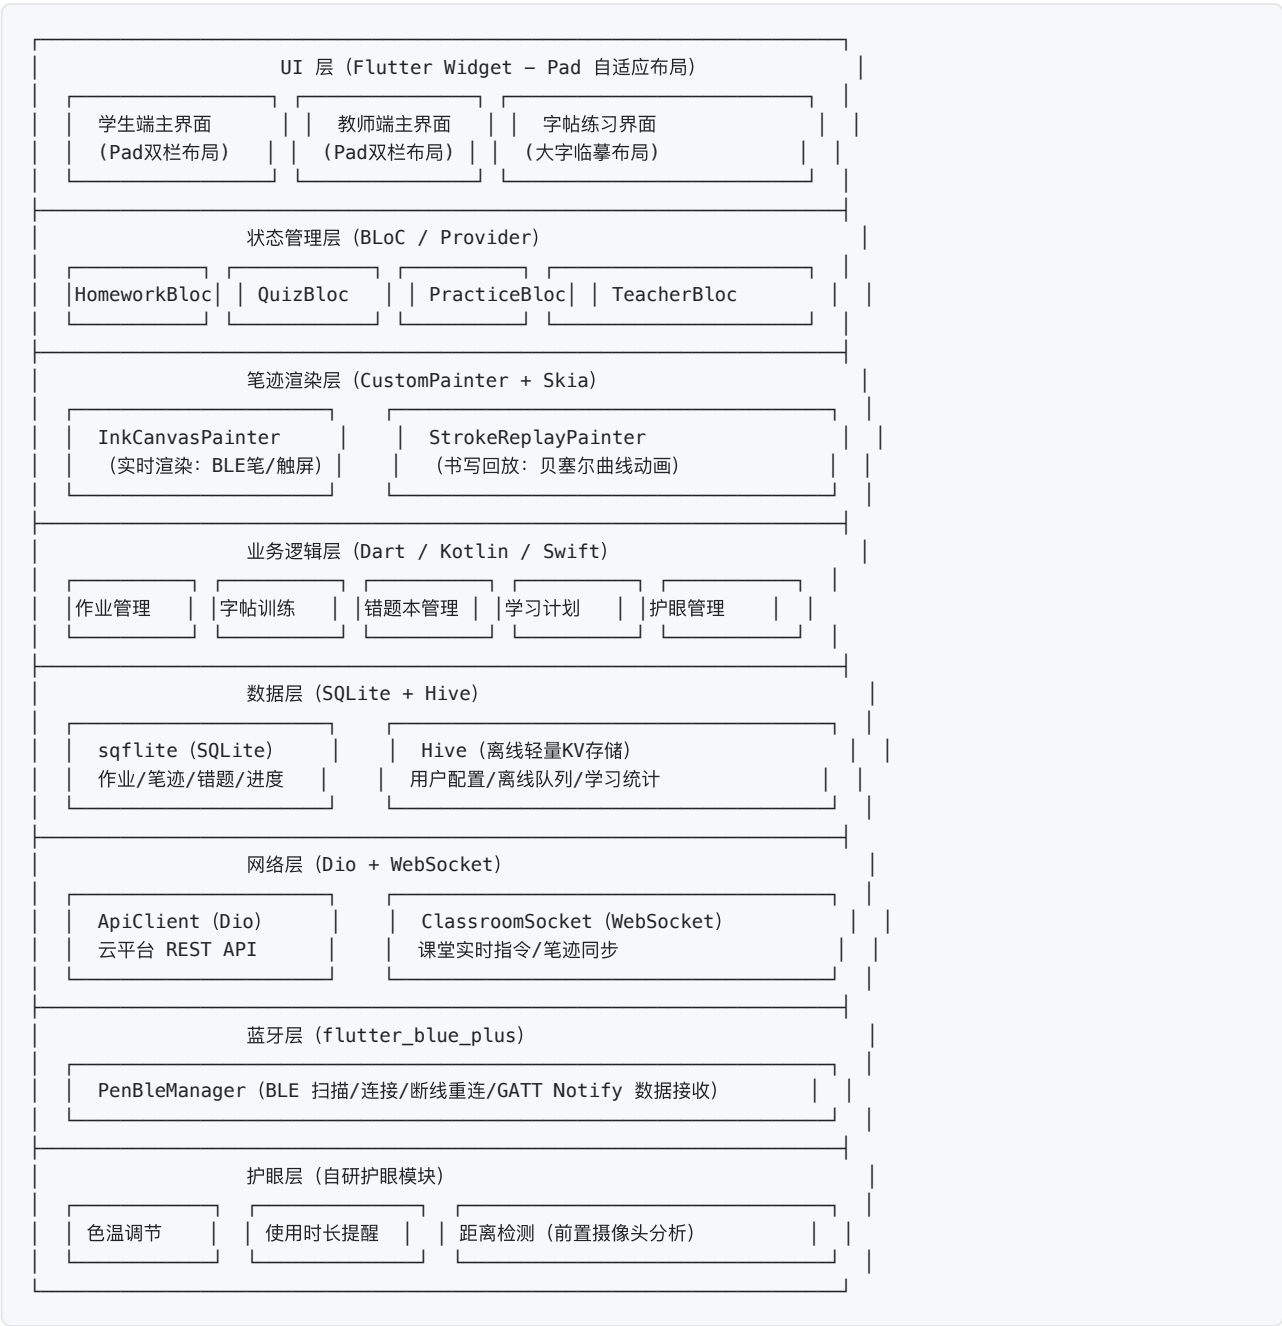 UI 层（Flutter Widget — Pad 自适应布局）
学生端主界面 教师端主界面 字帖练习界面
(Pad双栏布局) (Pad双栏布局) (大字临摹布局)
状态管理层（BLoC / Provider）
HomeworkBloc QuizBloc PracticeBloc TeacherBloc
笔迹渲染层（CustomPainter + Skia）
InkCanvasPainter StrokeReplayPainter
（实时渲染：BLE笔/触屏） （书写回放：贝塞尔曲线动画）
业务逻辑层（Dart / Kotlin / Swift）
作业管理 字帖训练 错题本管理 学习计划 护眼管理
数据层（SQLite + Hive）
sqflite（SQLite） Hive（离线轻量KV存储）
作业/笔迹/错题/进度 用户配置/离线队列/学习统计
网络层（Dio + WebSocket）
ApiClient（Dio） ClassroomSocket（WebSocket）
云平台 REST API 课堂实时指令/笔迹同步
蓝牙层（flutter_blue_plus）
PenBleManager（BLE 扫描/连接/断线重连/GATT Notify 数据接收）
护眼层（自研护眼模块）
色温调节 使用时长提醒 距离检测（前置摄像头分析）